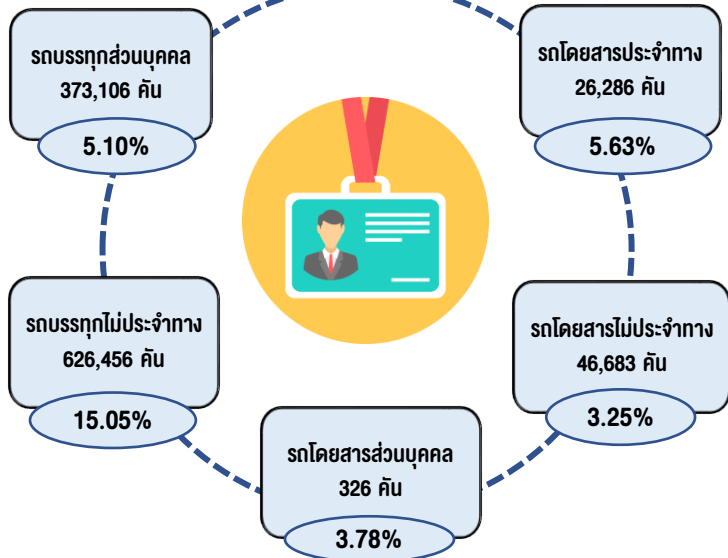 รถบรรทุกส่วนบุคคล
373,106 คัน
5.10%
รถโดยสารประจำทาง
26,286 คัน
5.63%
รถบรรทุกไม่ประจำทาง
626,456 คัน
15.05%
รถโดยสารไม่ประจำทาง
46,683 คัน
3.25%
รถโดยสารส่วนบุคคล
326 คัน
3.78%